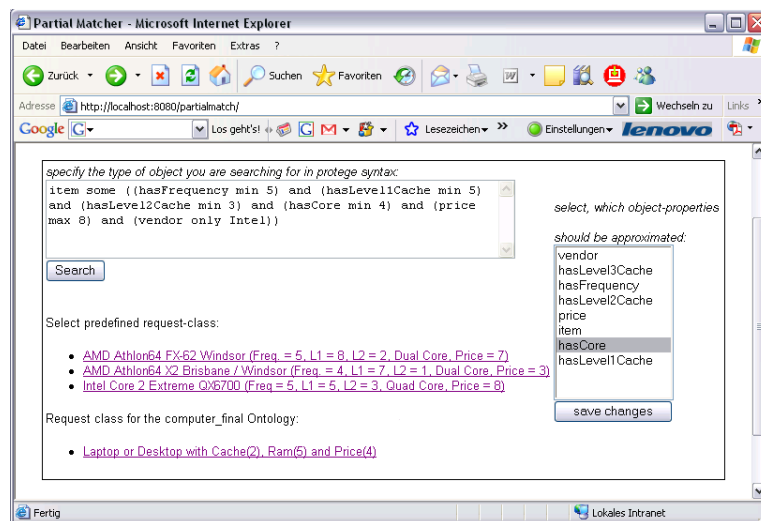 Partial Matcher - Microsoft Internet Explorer
Datei Bearbeiten Ansicht Favoriten Extras ?
Zurück Suchen Favoriten
Adresse http://localhost:8080/partialmatch/ Wechseln zu Links
Google G Los geht's! Lesezeichen Einstellungen lenovo
specify the type of object you are searching for in protege syntax:
item some ((hasFrequency min 5) and (hasLevel1Cache min 5)
and (hasLevel2Cache min 3) and (hasCore min 4) and (price
max 8) and (vendor only Intel))
Search
select, which object-properties
should be approximated:
vendor
hasLevel3Cache
hasFrequency
hasLevel2Cache
price
item
hasCore
hasLevel1Cache
save changes
Select predefined request-class:
AMD Athlon64 FX-62 Windsor (Freq. = 5, L1 = 8, L2 = 2, Dual Core, Price = 7)
AMD Athlon64 X2 Brisbane / Windsor (Freq. = 4, L1 = 7, L2 = 1, Dual Core, Price = 3)
Intel Core 2 Extreme QX6700 (Freq = 5, L1 = 5, L2 = 3, Quad Core, Price = 8)
Request class for the computer_final Ontology:
Laptop or Desktop with Cache(2), Ram(5) and Price(4)
Fertig Lokales Intranet